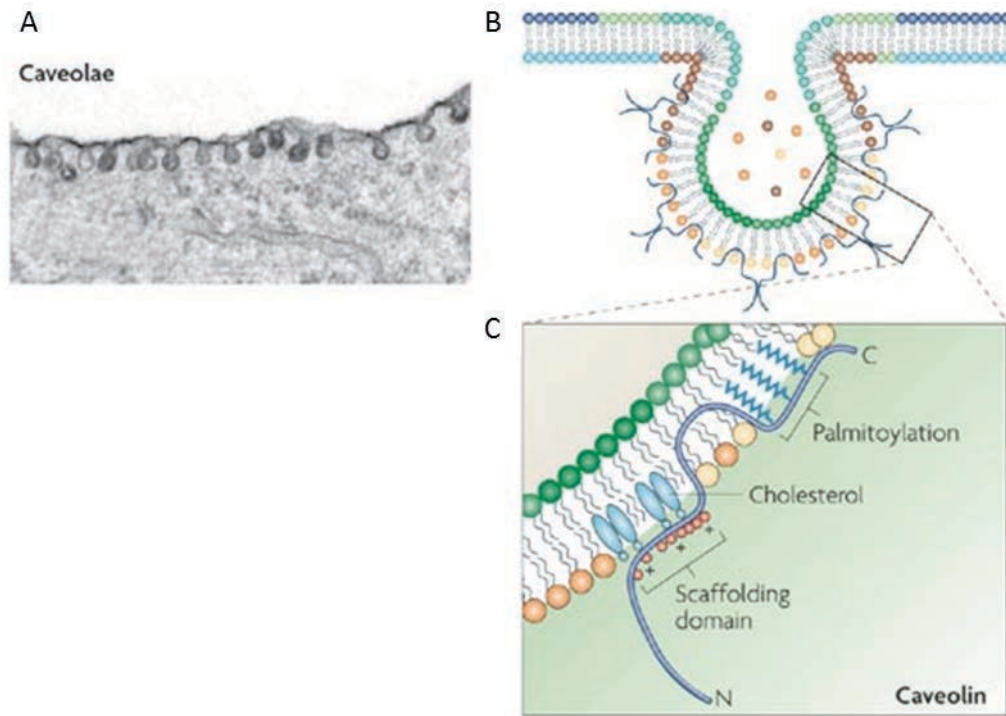 A
Caveolae
B
C
C
Palmitoylation
Cholesterol
+
+
+
Scaffolding
domain
N
Caveolin